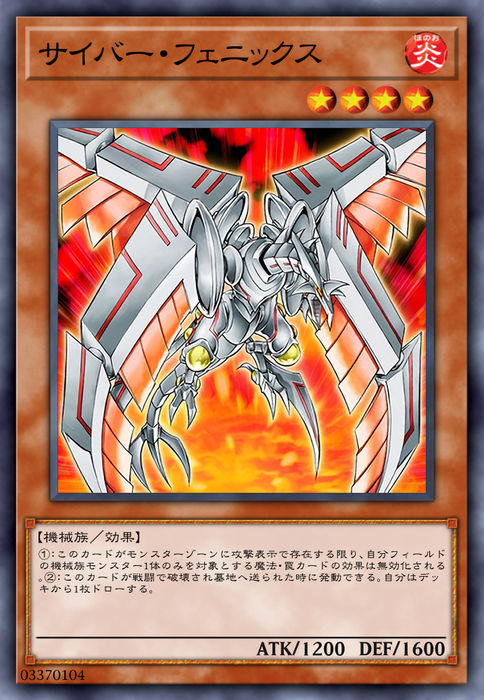 サイバー・フェニックス
ほのお
炎
【機械族／効果】
①:このカードがモンスターゾーンに攻撃表示で存在する限り、自分フィールド
の機械族モンスター1体のみを対象とする魔法・罠カードの効果は無効化される
。②:このカードが戦闘で破壊され墓地へ送られた時に発動できる。自分はデッ
キから1枚ドローする。
ATK/1200 DEF/1600
03370104